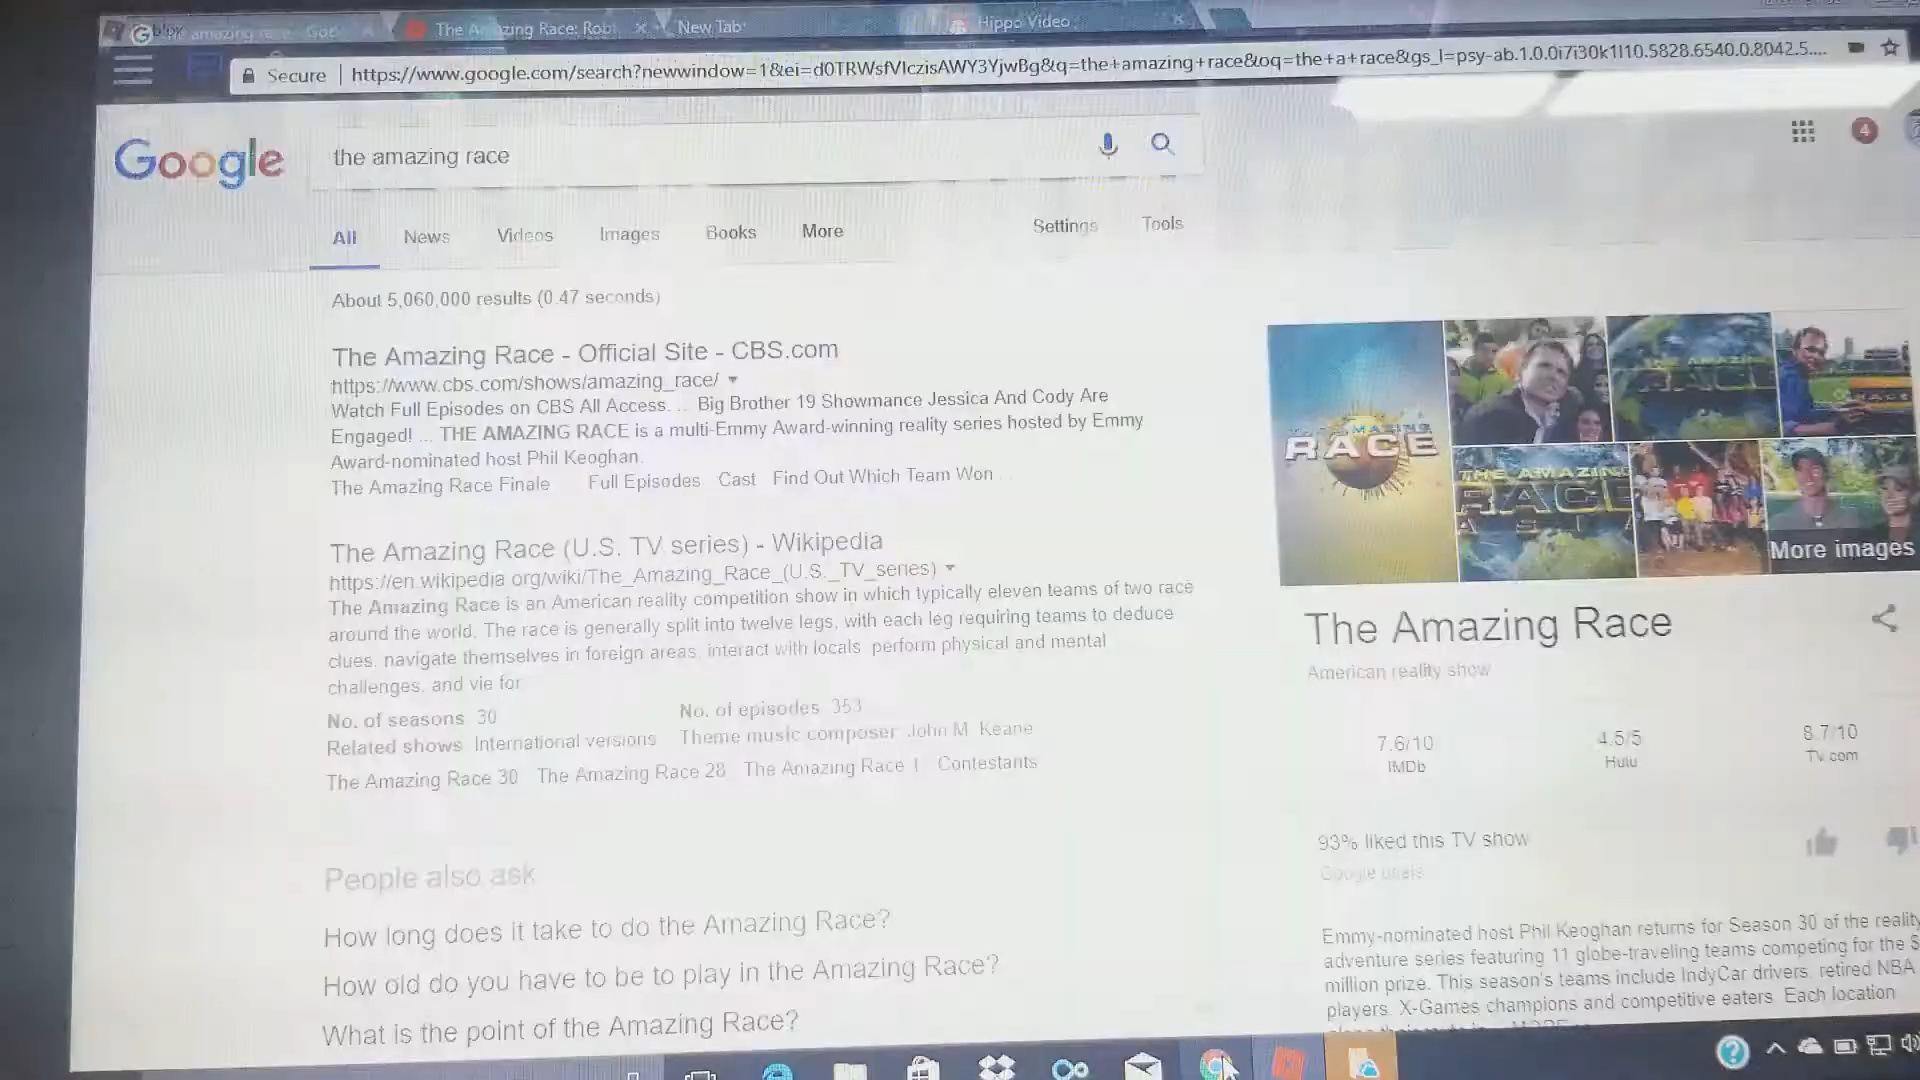 The Amazing Race: Rob
New Tab
Hippo Video
Secure | https://www.google.com/search?newwindow=1&ei=d0TRWsfVIczisAWY3YjwBg&q=the+amazing+race&oq=the+a+race&gs_l=psy-ab.1.0.0i7i30k1l10.5828.6540.0.8042.5....
Google
the amazing race
4
All News Videos Images Books More Settings Tools
About 5,060,000 results (0.47 seconds)
The Amazing Race - Official Site - CBS.com
https://www.cbs.com/shows/amazing_race/
Watch Full Episodes on CBS All Access. ... Big Brother 19 Showmance Jessica And Cody Are
Engaged! ... THE AMAZING RACE is a multi-Emmy Award-winning reality series hosted by Emmy
Award-nominated host Phil Keoghan.
The Amazing Race Finale Full Episodes Cast Find Out Which Team Won
The Amazing Race (U.S. TV series) - Wikipedia
https://en.wikipedia.org/wiki/The_Amazing_Race_(U.S._TV_series)
The Amazing Race is an American reality competition show in which typically eleven teams of two race
around the world. The race is generally split into twelve legs, with each leg requiring teams to deduce
clues, navigate themselves in foreign areas, interact with locals, perform physical and mental
challenges, and vie for
No. of seasons 30 No. of episodes 353
Related shows International versions Theme music composer John M. Keane
The Amazing Race 30 The Amazing Race 28 The Amazing Race 1 Contestants
People also ask
How long does it take to do the Amazing Race?
How old do you have to be to play in the Amazing Race?
What is the point of the Amazing Race?
THE AMAZING
RACE
THE AMAZING
RACE
THE AMAZING
RACE
ASIA
More images
The Amazing Race
American reality show
7.6/10
IMDb
4.5/5
Hulu
8.7/10
TV.com
93% liked this TV show
Google users
Emmy-nominated host Phil Keoghan returns for Season 30 of the reality
adventure series featuring 11 globe-traveling teams competing for the $
million prize. This season's teams include IndyCar drivers, retired NBA
players, X-Games champions and competitive eaters. Each location
MORE